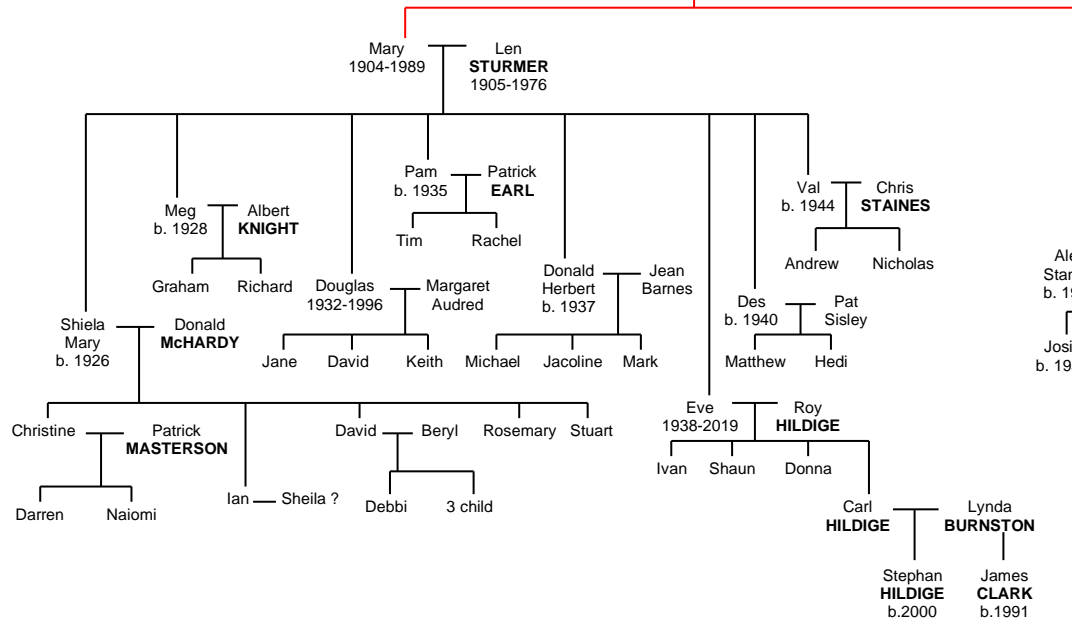 Mary
1904-1989
Len
STURMER
1905-1976
Pam
b. 1935
Patrick
EARL
Val
b. 1944
Chris
STAINES
Meg
b. 1928
Albert
KNIGHT
Tim
Rachel
Andrew
Nicholas
Graham
Richard
Douglas
1932-1996
Margaret
Audred
Donald
Herbert
b. 1937
Jean
Barnes
Des
b. 1940
Pat
Sisley
Shiela
Mary
b. 1926
Donald
McHARDY
Jane
David
Keith
Michael
Jacoline
Mark
Matthew
Hedi
Christine
Patrick
MASTERSON
David
Beryl
Rosemary
Stuart
Eve
1938-2019
Roy
HILDIGE
Ivan
Shaun
Donna
Darren
Naiomi
Ian
Sheila ?
Debbi
3 child
Carl
HILDIGE
Lynda
BURNSTON
Stephan
HILDIGE
b.2000
James
CLARK
b.1991